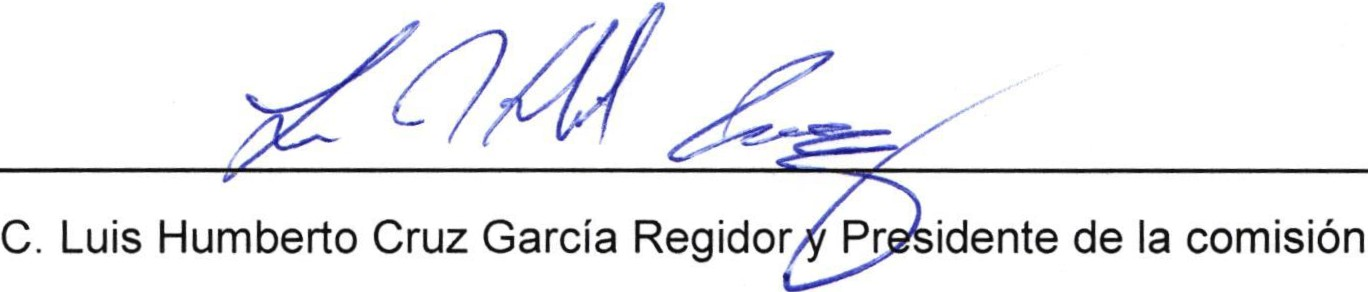 C. Luis Humberto Cruz García Regidor y Presidente de la comisión